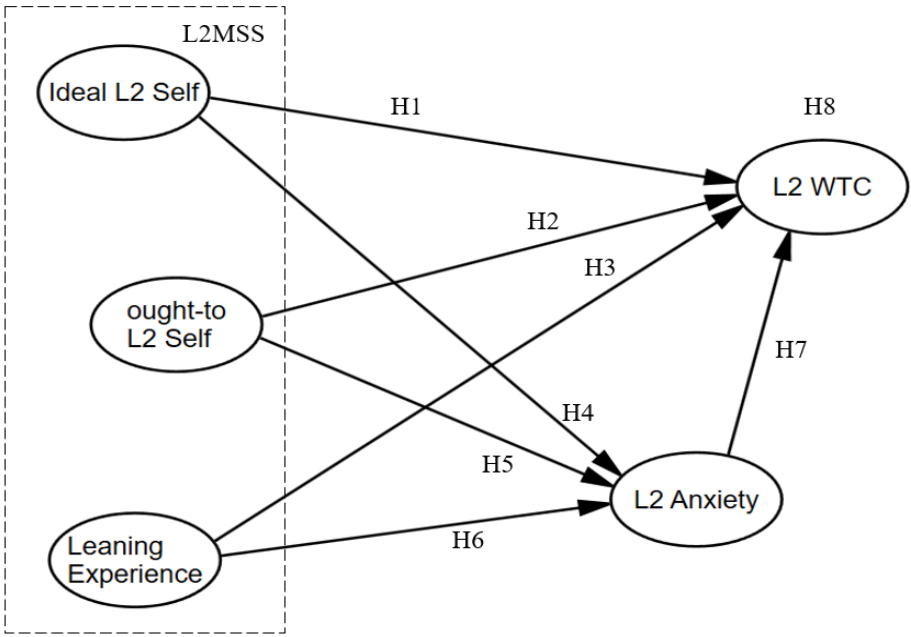 L2MSS
Ideal L2 Self
H1
H8
L2 WTC
H2
H3
ought-to
L2 Self
H7
H4
H5
L2 Anxiety
H6
Leaning
Experience